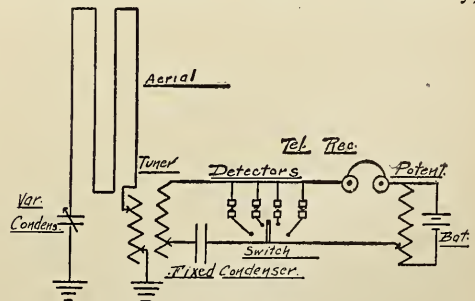 Aerial
Tel. Rec.
Tuner
Detectors
Potent.
Var.
Condens.
Bat.
Switch
Fixed Condenser.